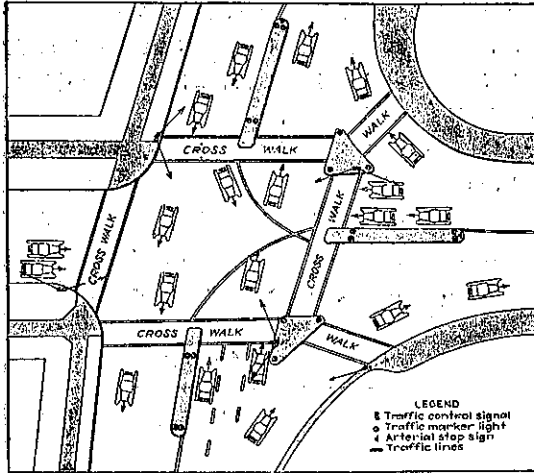 WALK
CROSS WALK
CROSS WALK
WALK
CROSS
CROSS WALK
WALK
LEGEND
Traffic control signal
Traffic marker light
Arterial stop sign
Traffic lines